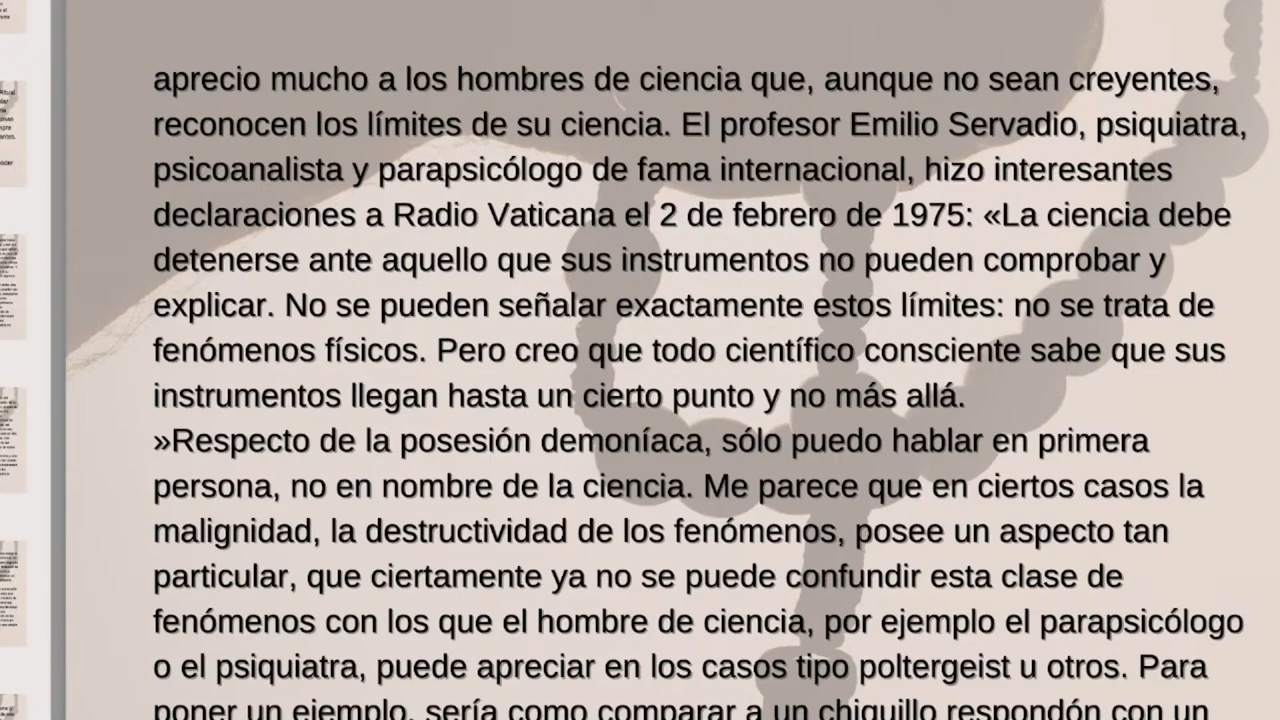 aprecio mucho a los hombres de ciencia que, aunque no sean creyentes,
reconocen los límites de su ciencia. El profesor Emilio Servadio, psiquiatra,
psicoanalista y parapsicólogo de fama internacional, hizo interesantes
declaraciones a Radio Vaticana el 2 de febrero de 1975: «La ciencia debe
detenerse ante aquello que sus instrumentos no pueden comprobar y
explicar. No se pueden señalar exactamente estos límites: no se trata de
fenómenos físicos. Pero creo que todo científico consciente sabe que sus
instrumentos llegan hasta un cierto punto y no más allá.
»Respecto de la posesión demoníaca, sólo puedo hablar en primera
persona, no en nombre de la ciencia. Me parece que en ciertos casos la
malignidad, la destructividad de los fenómenos, posee un aspecto tan
particular, que ciertamente ya no se puede confundir esta clase de
fenómenos con los que el hombre de ciencia, por ejemplo el parapsicólogo
o el psiquiatra, puede apreciar en los casos tipo poltergeist u otros. Para
poner un ejemplo, sería como comparar a un chiquillo respondón con un